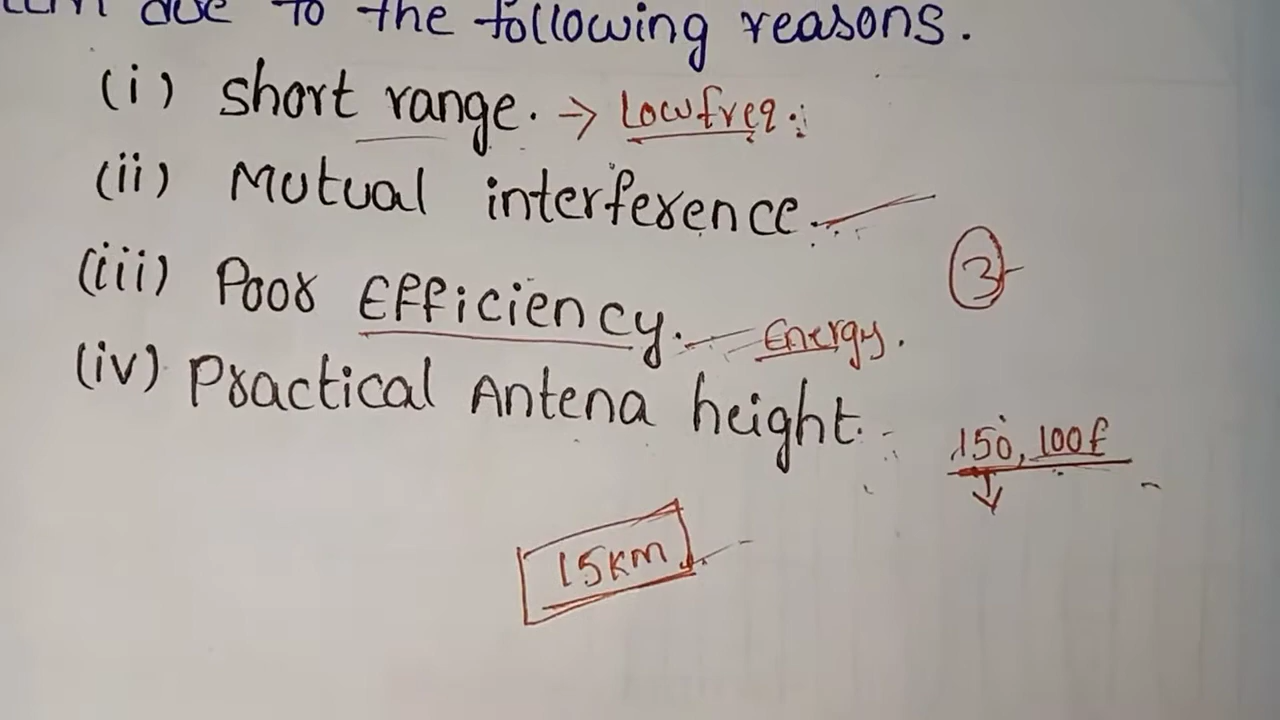 due to the following reasons.
(i) short range. → Lowfreq.
(ii) Mutual interference.
(iii) Poor Efficiency. Energy.
(iv) Practical Antena height.
150, 100f
15km